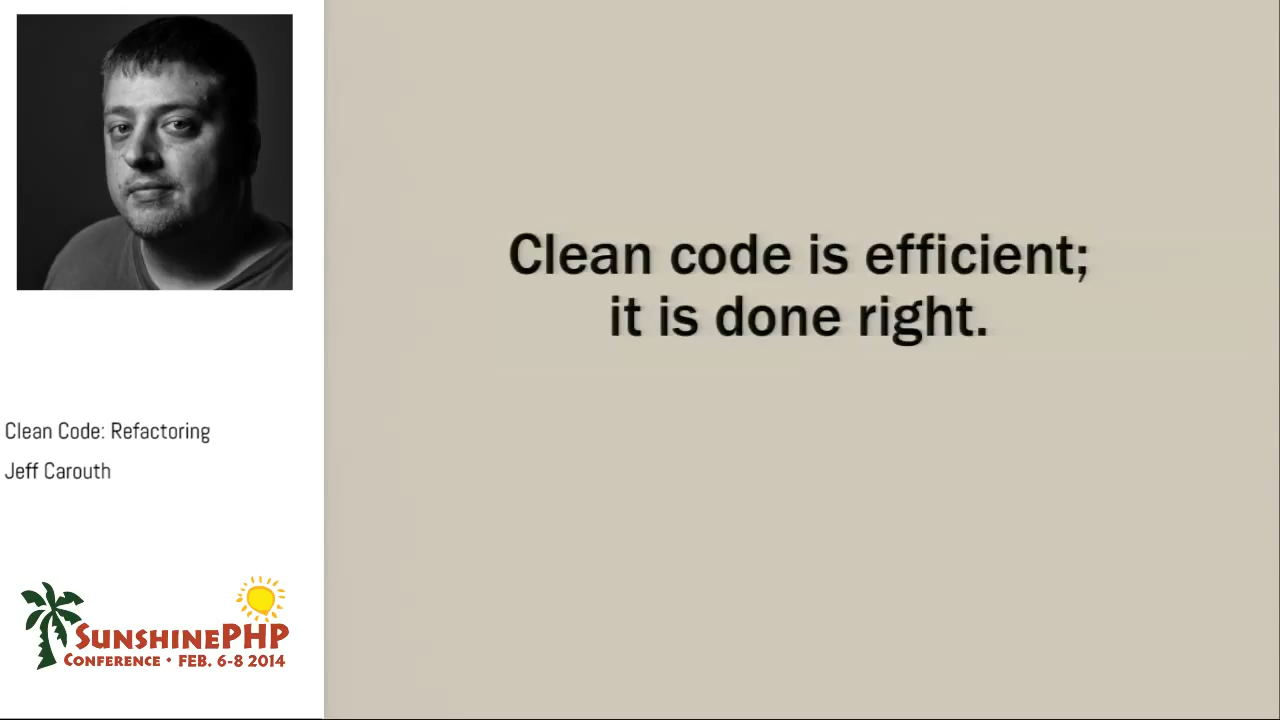 Clean code is efficient;
it is done right.
Clean Code: Refactoring
Jeff Carouth
SunshinePHP
Conference • Feb. 6-8 2014